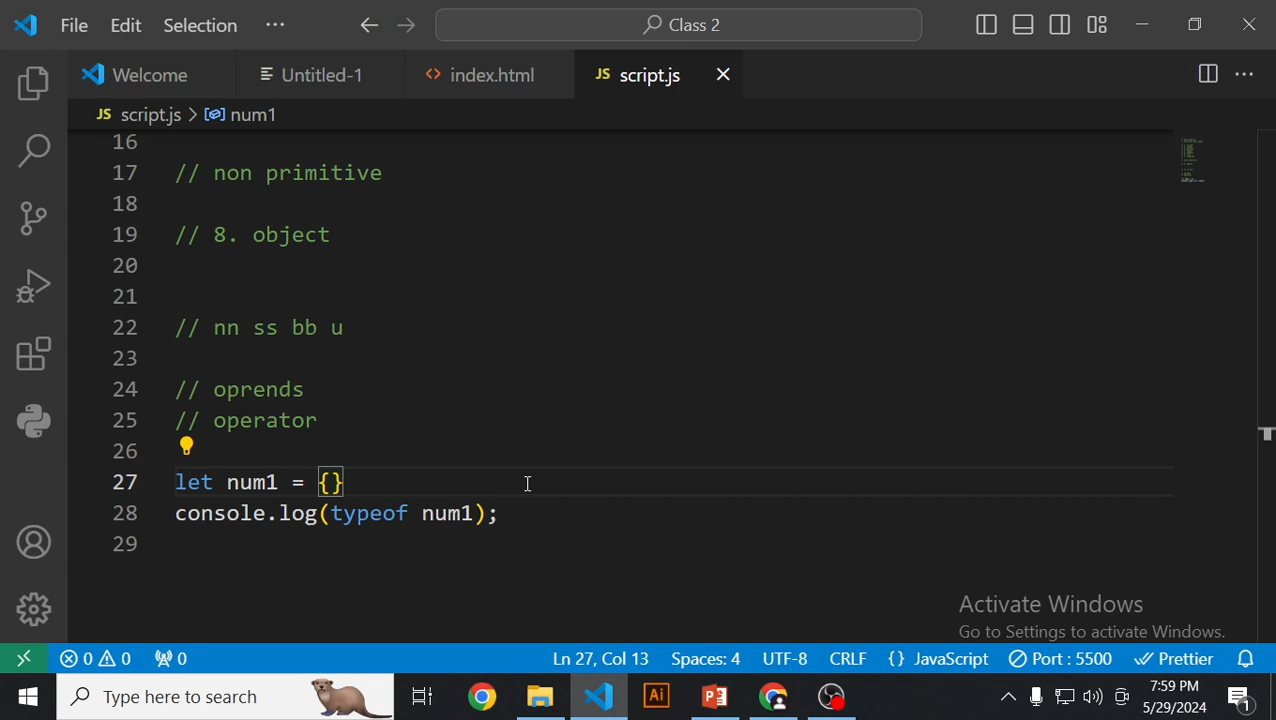 File Edit Selection ··· Class 2
Welcome Untitled-1 index.html JS script.js
JS script.js > num1
16
17 // non primitive
18
19 // 8. object
20
21
22 // nn ss bb u
23
24 // oprends
25 // operator
26
27 let num1 = {}
28 console.log(typeof num1);
29
Activate Windows
Go to Settings to activate Windows.
0 0 0 Ln 27, Col 13 Spaces: 4 UTF-8 CRLF {} JavaScript Port : 5500 Prettier
Type here to search Ai P 7:59 PM
5/29/2024 1